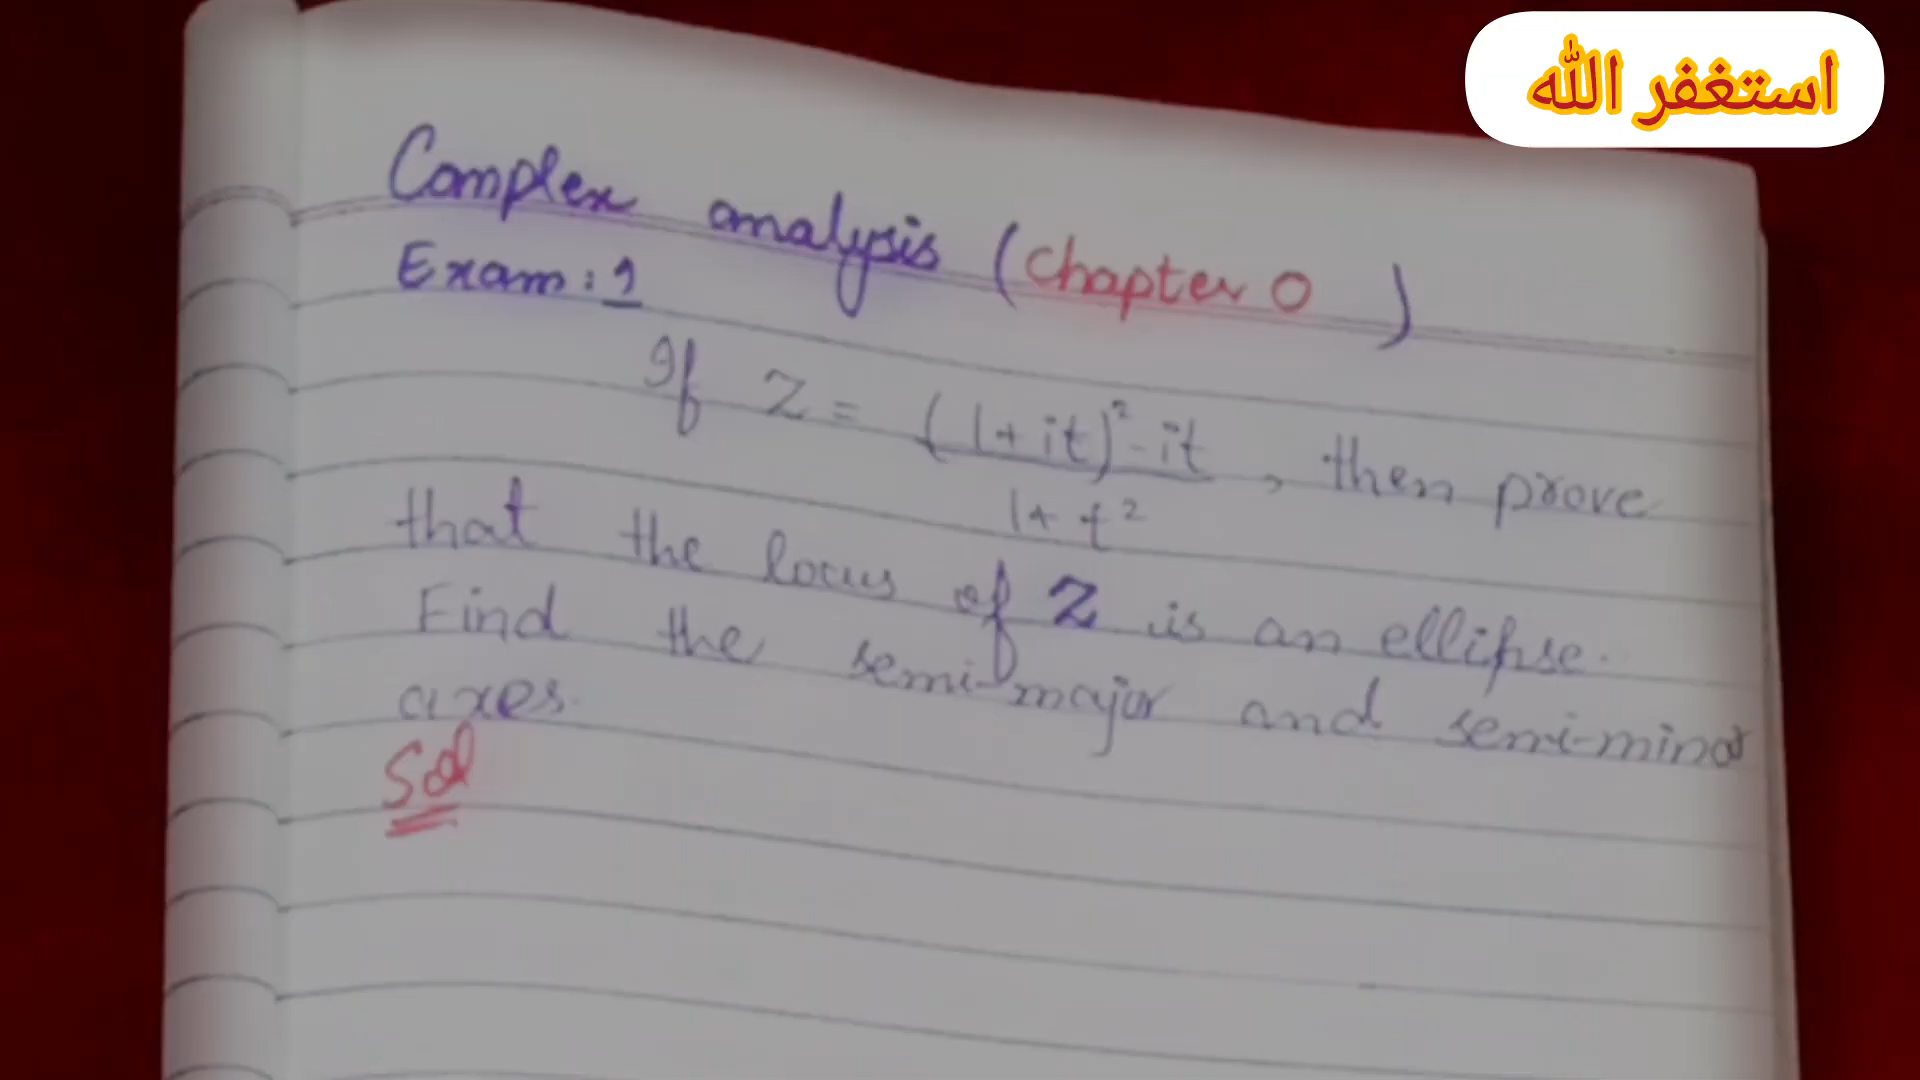 استغفر الله
Complex analysis (Chapter 0 )
Exam: 1
If Z = (1+it)²-it , then prove
1+t²
that the locus of Z is an ellipse.
Find the semi-major and semi-minor
axes.
Sol